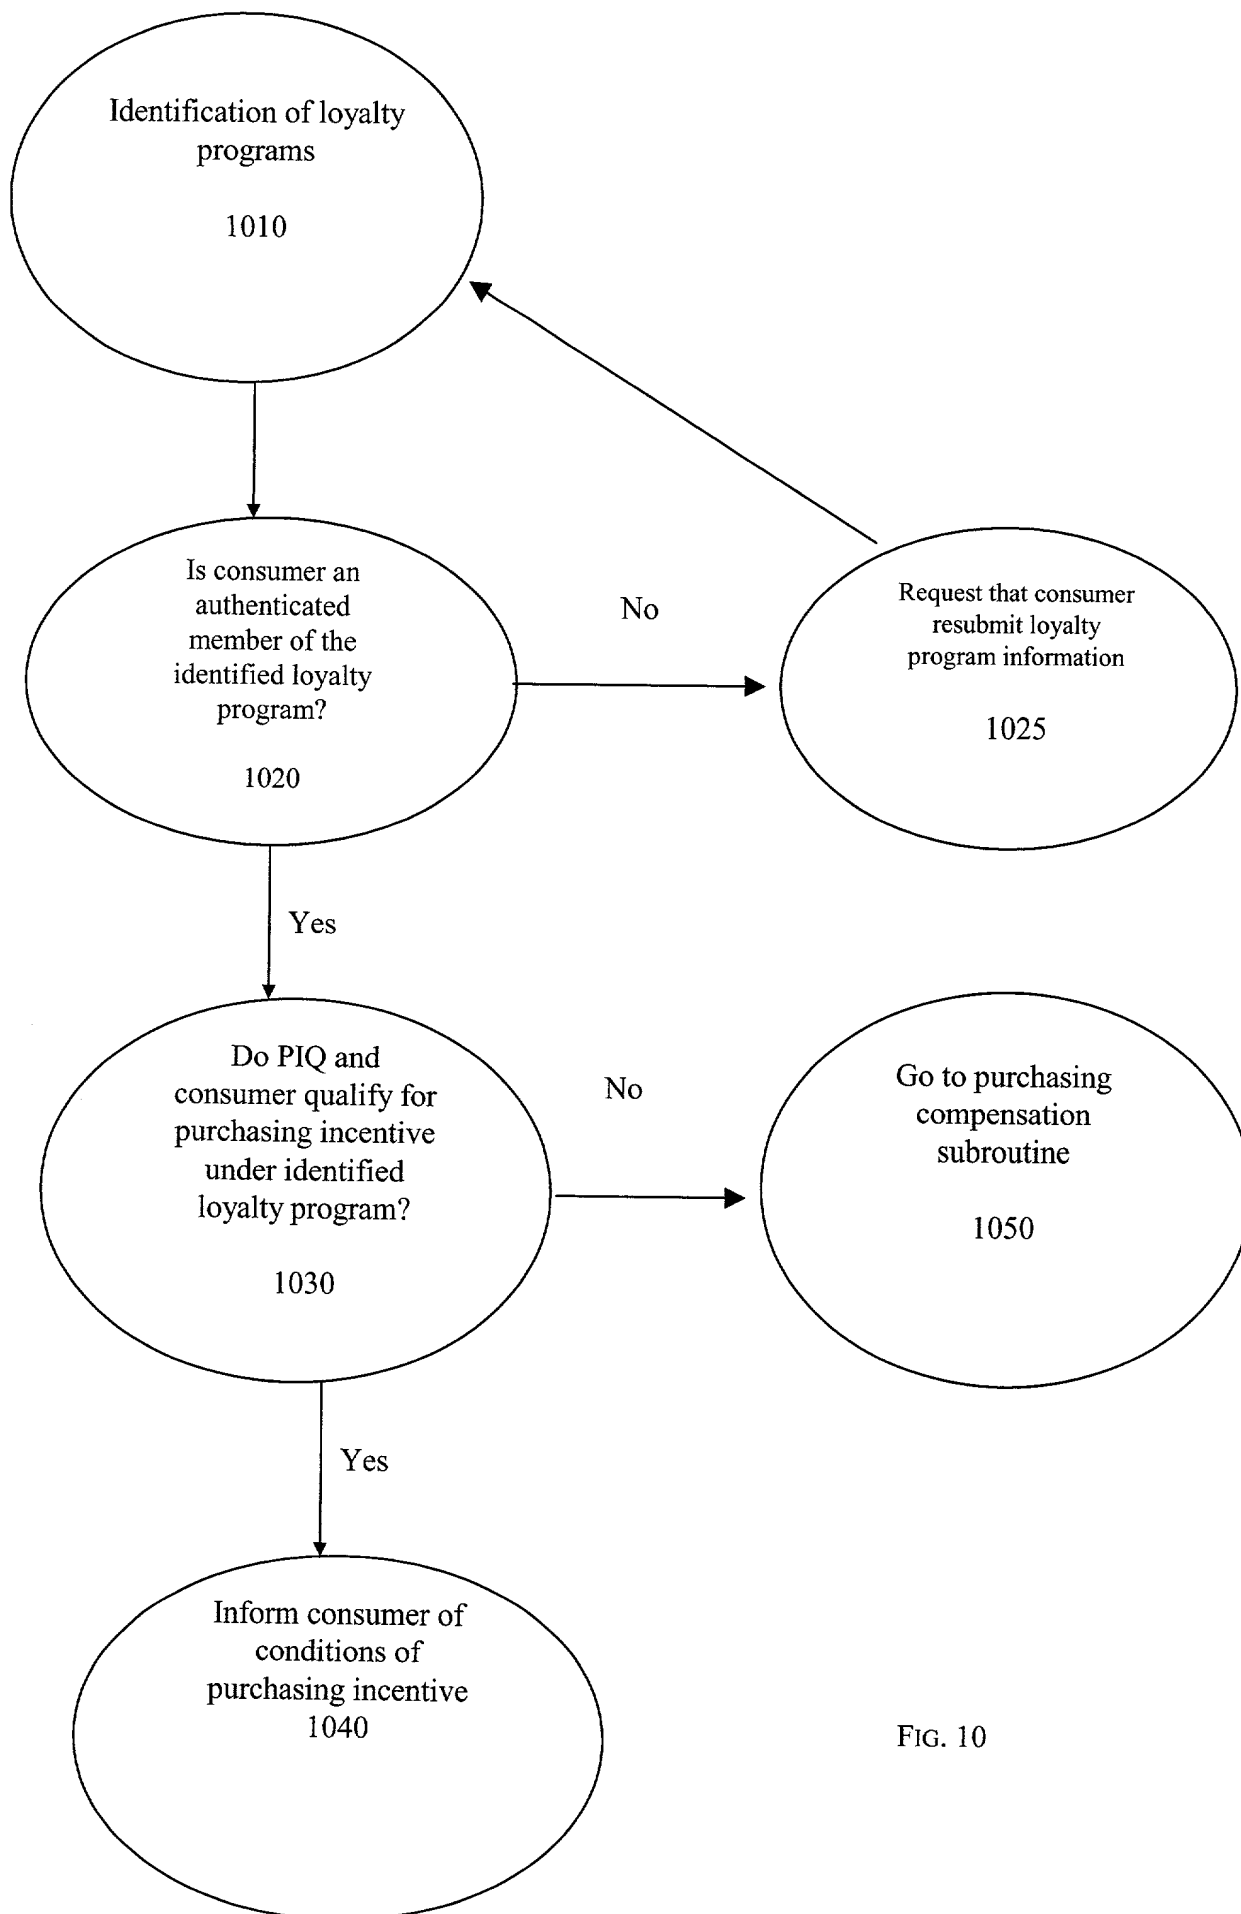 Identification of loyalty
programs
1010
Is consumer an
authenticated
member of the
identified loyalty
program?
1020
No
Request that consumer
resubmit loyalty
program information
1025
Yes
Do PIQ and
consumer qualify for
purchasing incentive
under identified
loyalty program?
1030
No
Go to purchasing
compensation
subroutine
1050
Yes
Inform consumer of
conditions of
purchasing incentive
1040
FIG. 10